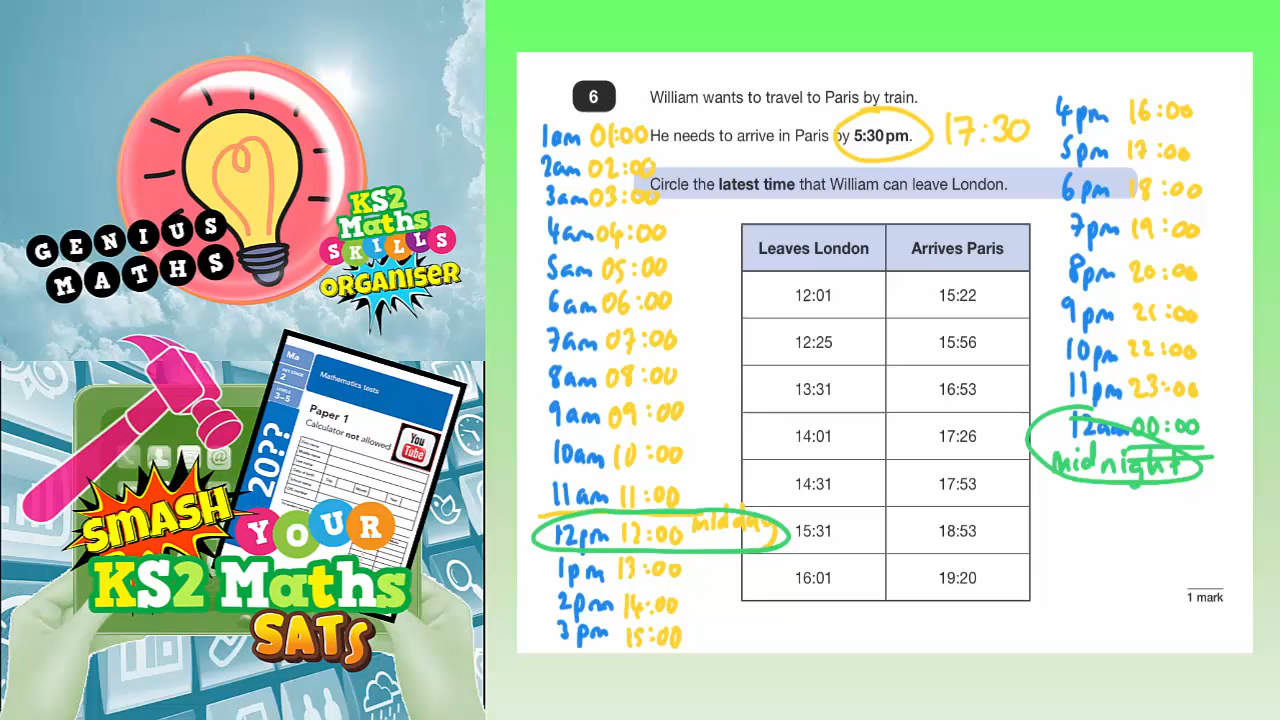 GENIUS
MATHS
KS2
Maths
SKILLS
ORGANISER
Ma
KEY STAGE
2
LEVELS
3–5
Mathematics tests
Paper 1
Calculator not allowed
You
Tube
20??
SMASH
YOUR
KS2 Maths
SATS
6
William wants to travel to Paris by train.
He needs to arrive in Paris by 5:30 pm.
17:30
Circle the latest time that William can leave London.
Leaves London Arrives Paris
12:01 15:22
12:25 15:56
13:31 16:53
14:01 17:26
14:31 17:53
15:31 18:53
16:01 19:20
1 mark
1am 01:00
2am 02:00
3am 03:00
4am 04:00
5am 05:00
6am 06:00
7am 07:00
8am 08:00
9am 09:00
10am 10:00
11am 11:00
12pm 12:00 midday
1pm 13:00
2pm 14:00
3pm 15:00
4pm 16:00
5pm 17:00
6pm 18:00
7pm 19:00
8pm 20:00
9pm 21:00
10pm 22:00
11pm 23:00
12am 00:00
midnight